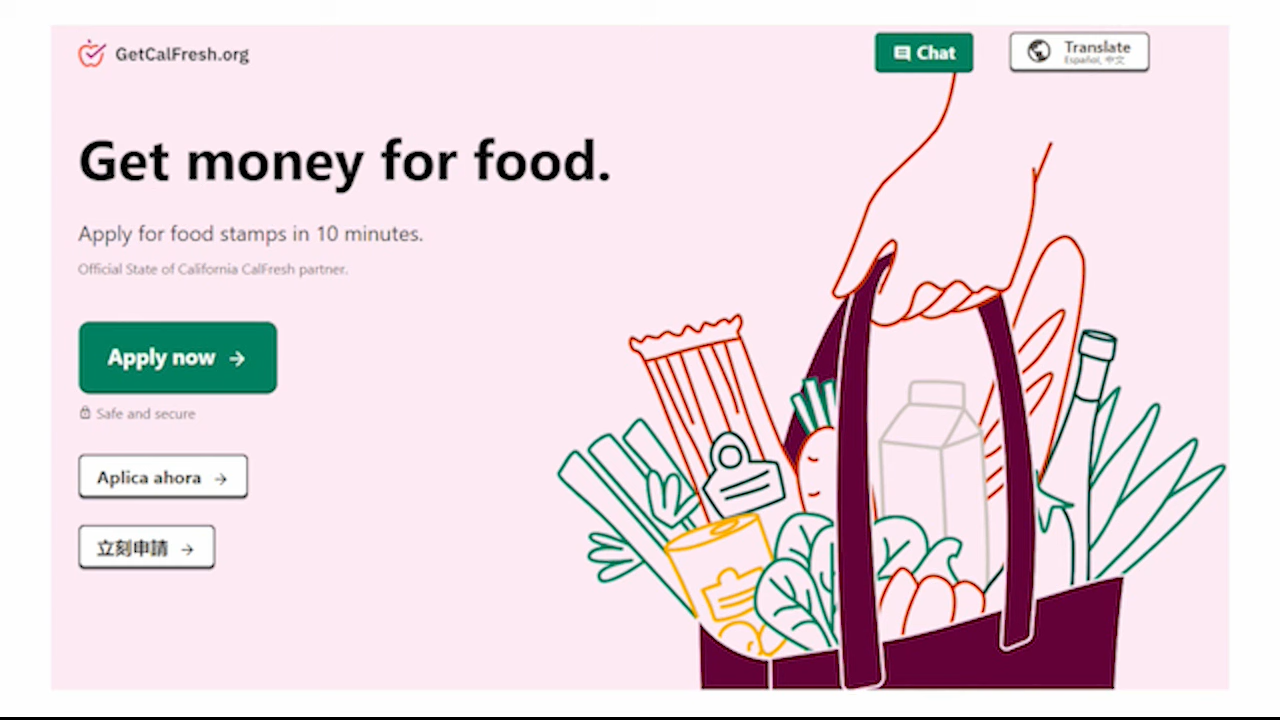 GetCalFresh.org
Chat
Translate
Español, 中文
Get money for food.
Apply for food stamps in 10 minutes.
Official State of California CalFresh partner.
Apply now →
Safe and secure
Aplica ahora →
立刻申請 →